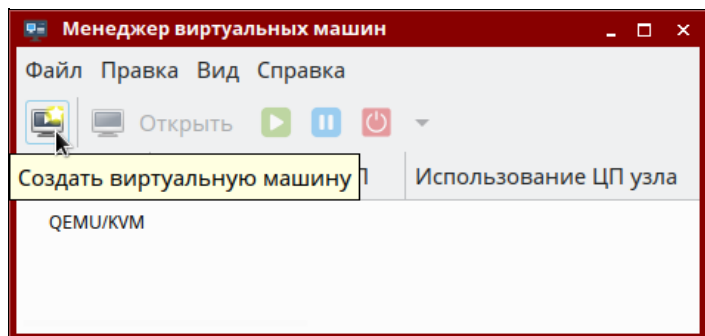 Менеджер виртуальных машин
Файл Правка Вид Справка
Открыть
Создать виртуальную машину
Использование ЦП узла
QEMU/KVM